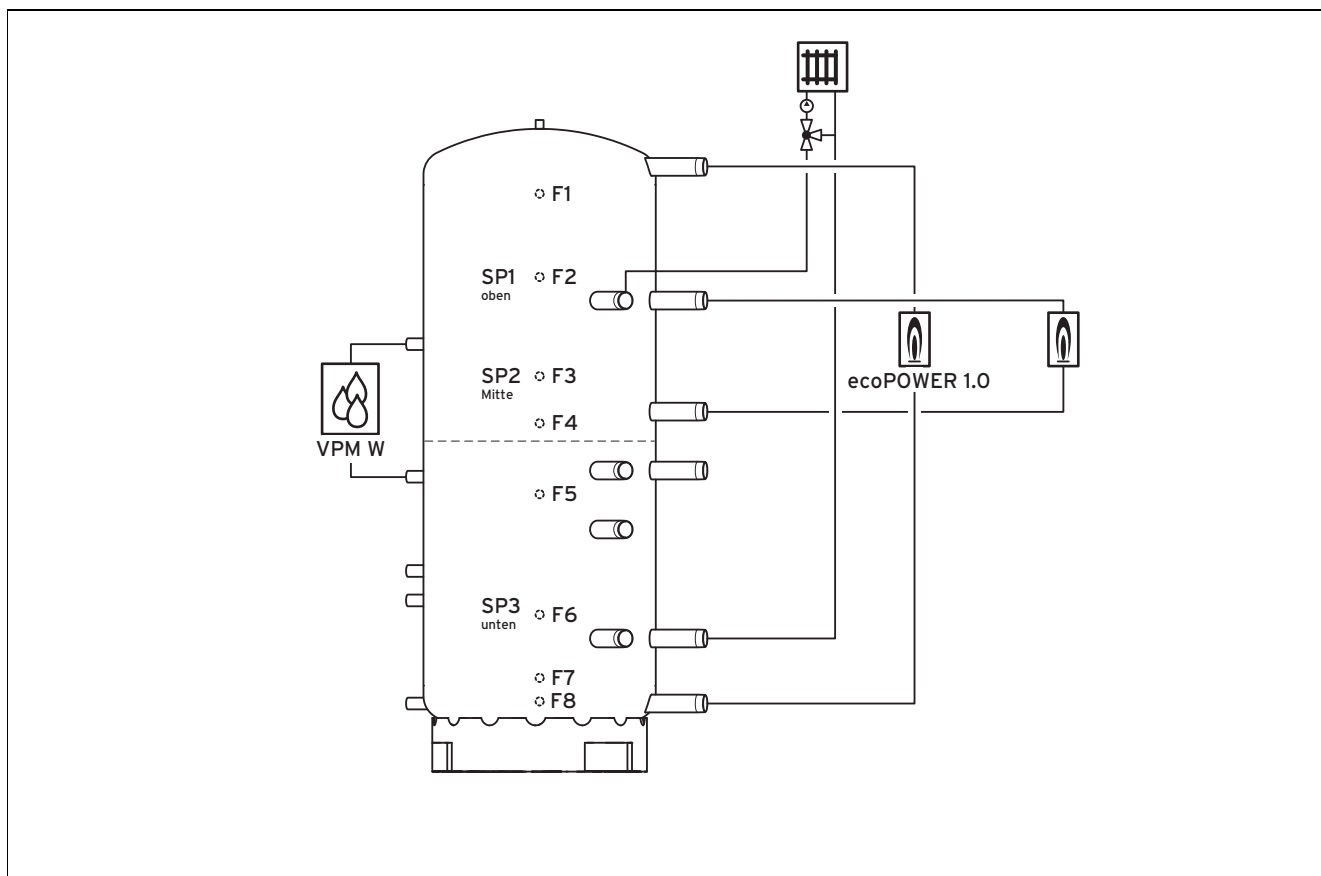 F1
SP1 F2
oben
SP2 F3
Mitte
ecoPOWER 1.0
F4
VPM W
F5
SP3 F6
unten
F7
F8